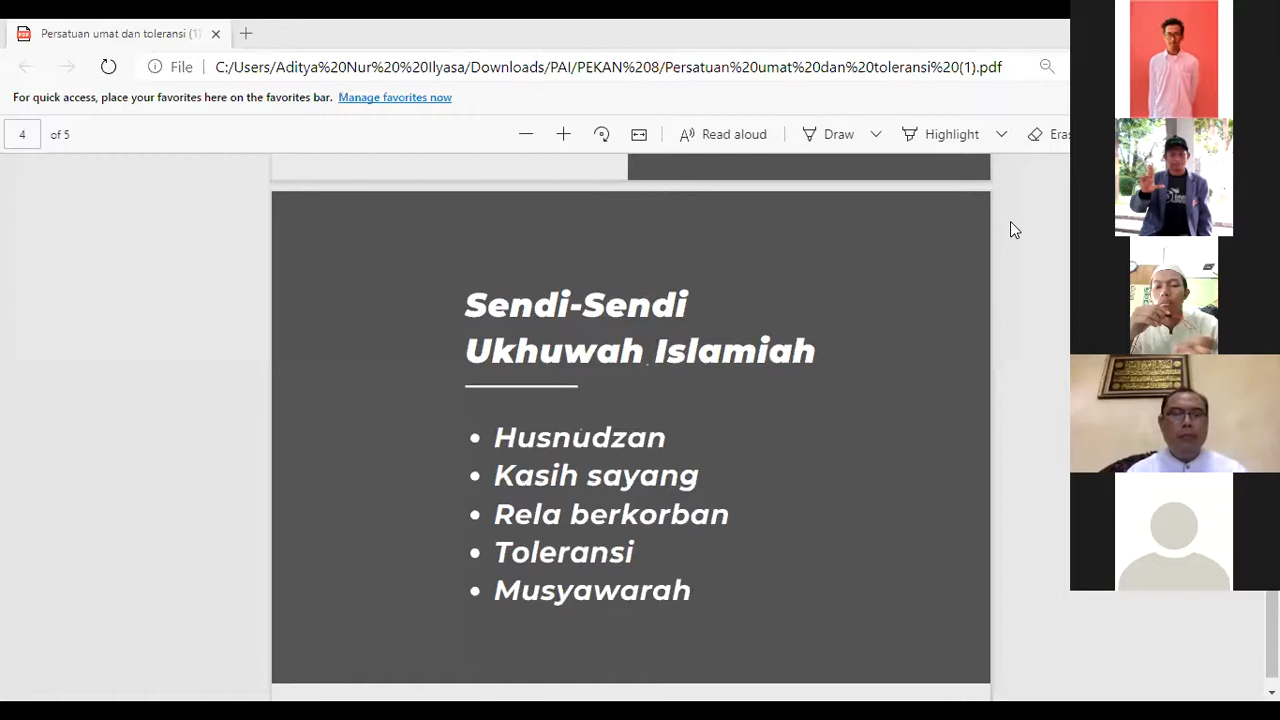 Persatuan umat dan toleransi (1)
File
C:/Users/Aditya%20Nur%20%20Ilyasa/Downloads/PAI/PEKAN%208/Persatuan%20umat%20dan%20toleransi%20(1).pdf
For quick access, place your favorites here on the favorites bar. Manage favorites now
4 of 5
Read aloud
Draw
Highlight
Eras
Sendi-Sendi
Ukhuwah Islamiah
• Husnudzan
• Kasih sayang
• Rela berkorban
• Toleransi
• Musyawarah